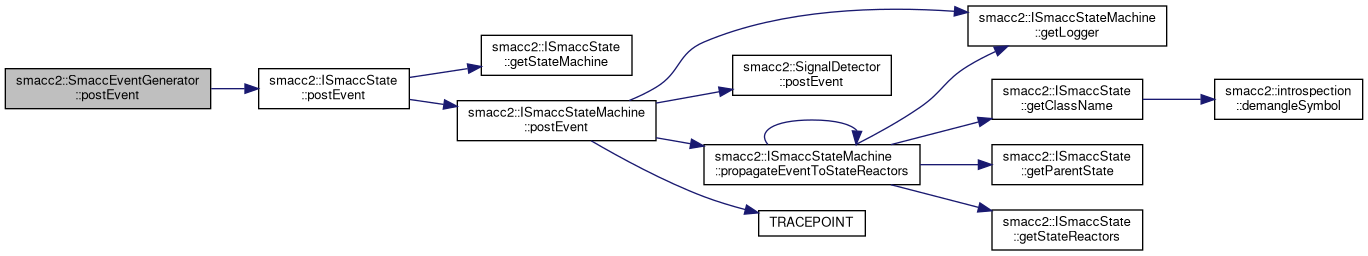 smacc2::SmaccEventGenerator
::postEvent
smacc2::ISmaccState
::postEvent
smacc2::ISmaccState
::getStateMachine
smacc2::ISmaccStateMachine
::postEvent
smacc2::ISmaccStateMachine
::getLogger
smacc2::SignalDetector
::postEvent
smacc2::ISmaccStateMachine
::propagateEventToStateReactors
TRACEPOINT
smacc2::ISmaccState
::getClassName
smacc2::introspection
::demangleSymbol
smacc2::ISmaccState
::getParentState
smacc2::ISmaccState
::getStateReactors